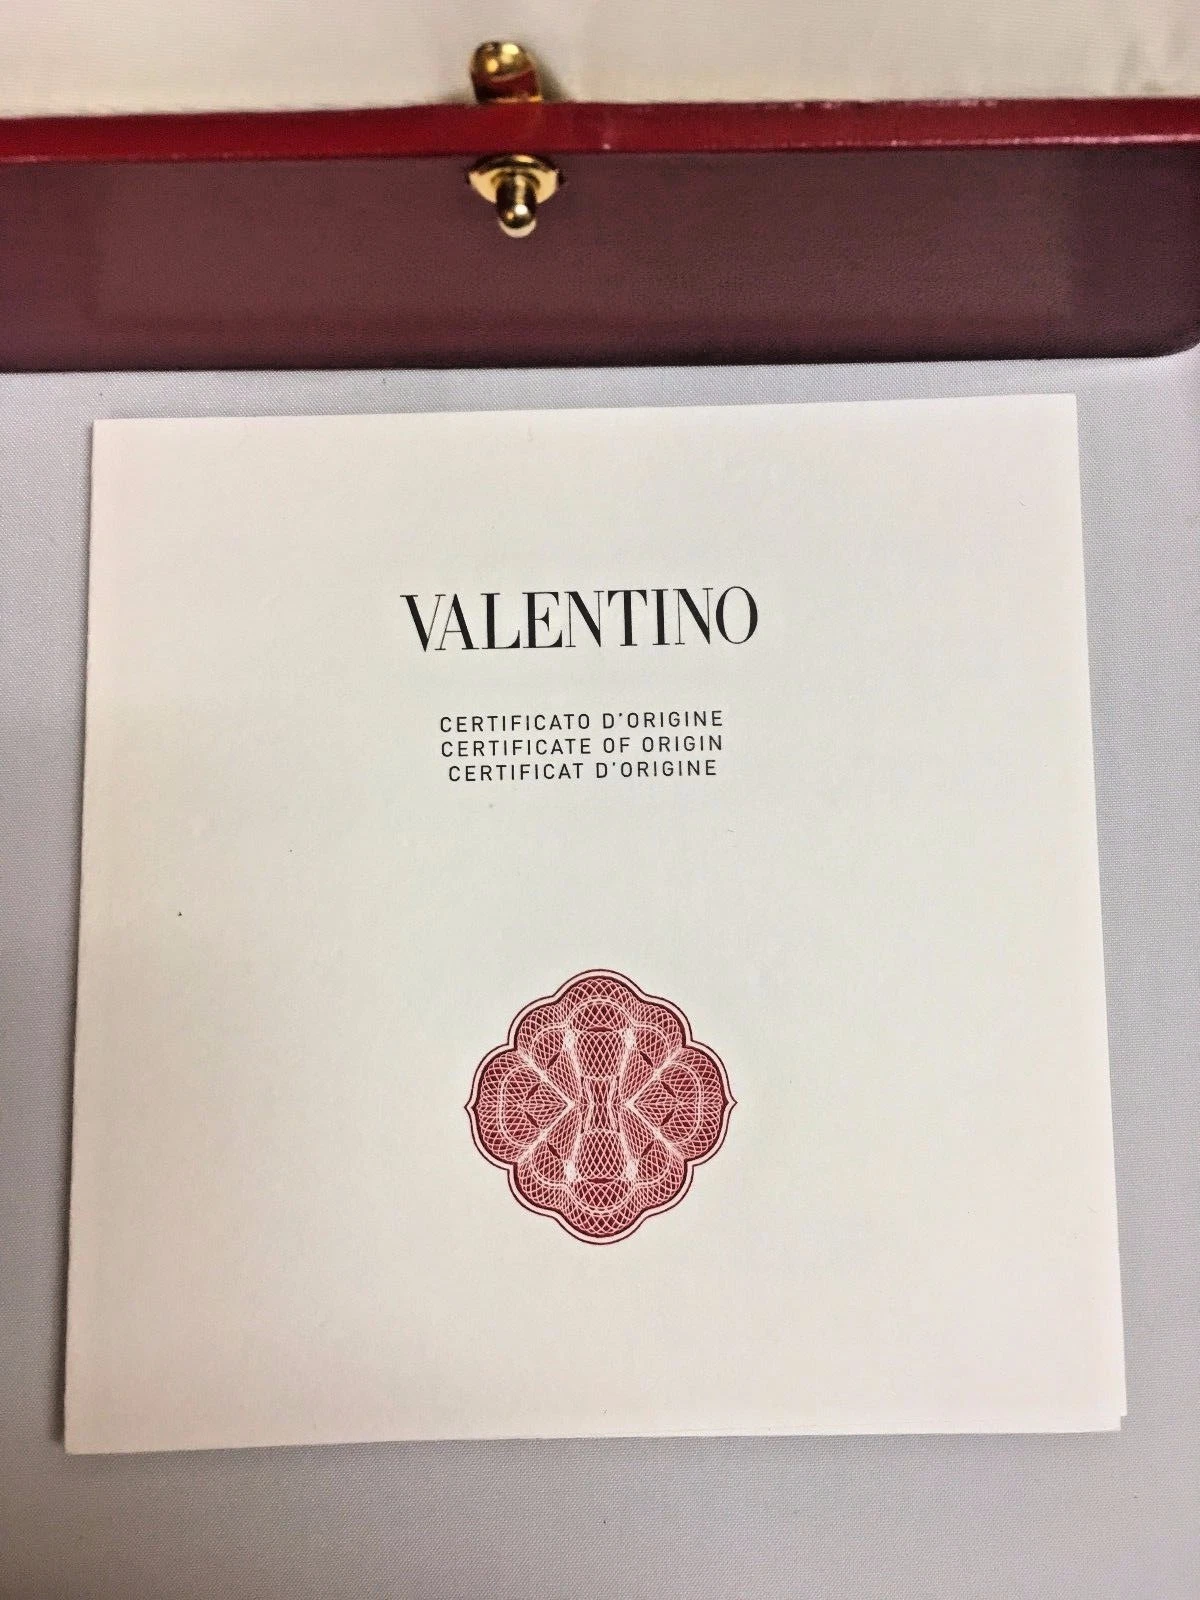 VALENTINO
CERTIFICATO D'ORIGINE
CERTIFICATE OF ORIGIN
CERTIFICAT D'ORIGINE